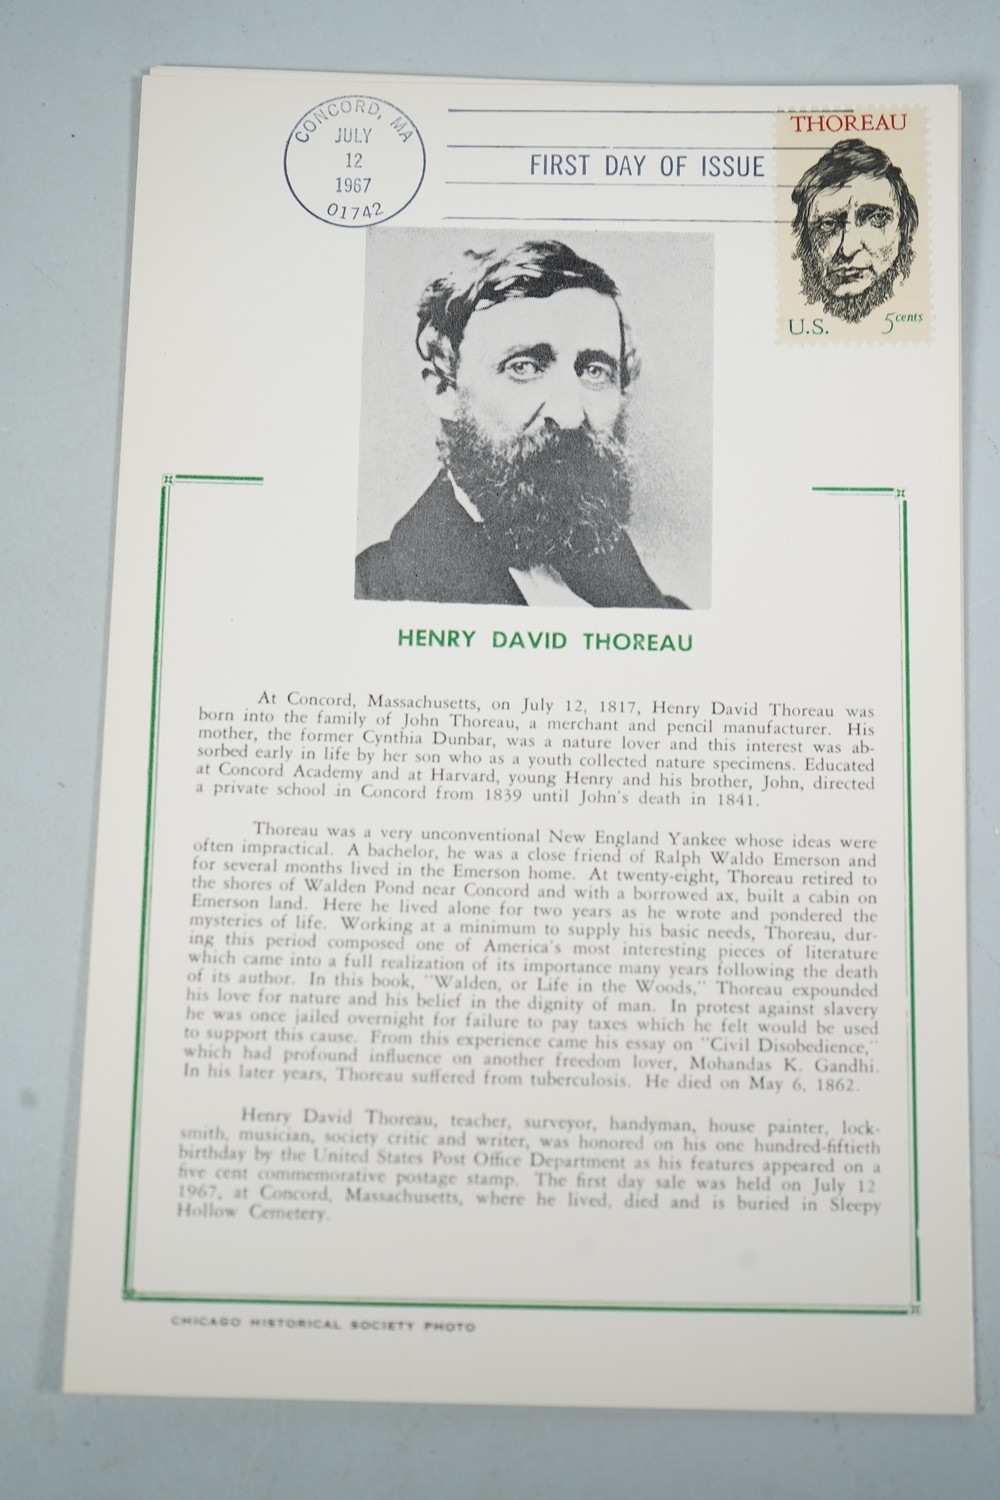 CONCORD, MA
JULY
12
1967
01742
FIRST DAY OF ISSUE
THOREAU
U.S. 5 cents
HENRY DAVID THOREAU
At Concord, Massachusetts, on July 12, 1817, Henry David Thoreau was
born into the family of John Thoreau, a merchant and pencil manufacturer. His
mother, the former Cynthia Dunbar, was a nature lover and this interest was ab-
sorbed early in life by her son who as a youth collected nature specimens. Educated
at Concord Academy and at Harvard, young Henry and his brother, John, directed
a private school in Concord from 1839 until John's death in 1841.
Thoreau was a very unconventional New England Yankee whose ideas were
often impractical. A bachelor, he was a close friend of Ralph Waldo Emerson and
for several months lived in the Emerson home. At twenty-eight, Thoreau retired to
the shores of Walden Pond near Concord and with a borrowed ax, built a cabin on
Emerson land. Here he lived alone for two years as he wrote and pondered the
mysteries of life. Working at a minimum to supply his basic needs, Thoreau, dur-
ing this period composed one of America's most interesting pieces of literature
which came into a full realization of its importance many years following the death
of its author. In this book, "Walden, or Life in the Woods," Thoreau expounded
his love for nature and his belief in the dignity of man. In protest against slavery
he was once jailed overnight for failure to pay taxes which he felt would be used
to support this cause. From this experience came his essay on "Civil Disobedience,"
which had profound influence on another freedom lover, Mohandas K. Gandhi.
In his later years, Thoreau suffered from tuberculosis. He died on May 6, 1862.
Henry David Thoreau, teacher, surveyor, handyman, house painter, lock-
smith, musician, society critic and writer, was honored on his one hundred-fiftieth
birthday by the United States Post Office Department as his features appeared on a
five cent commemorative postage stamp. The first day sale was held on July 12
1967, at Concord, Massachusetts, where he lived, died and is buried in Sleepy
Hollow Cemetery.
CHICAGO HISTORICAL SOCIETY PHOTO